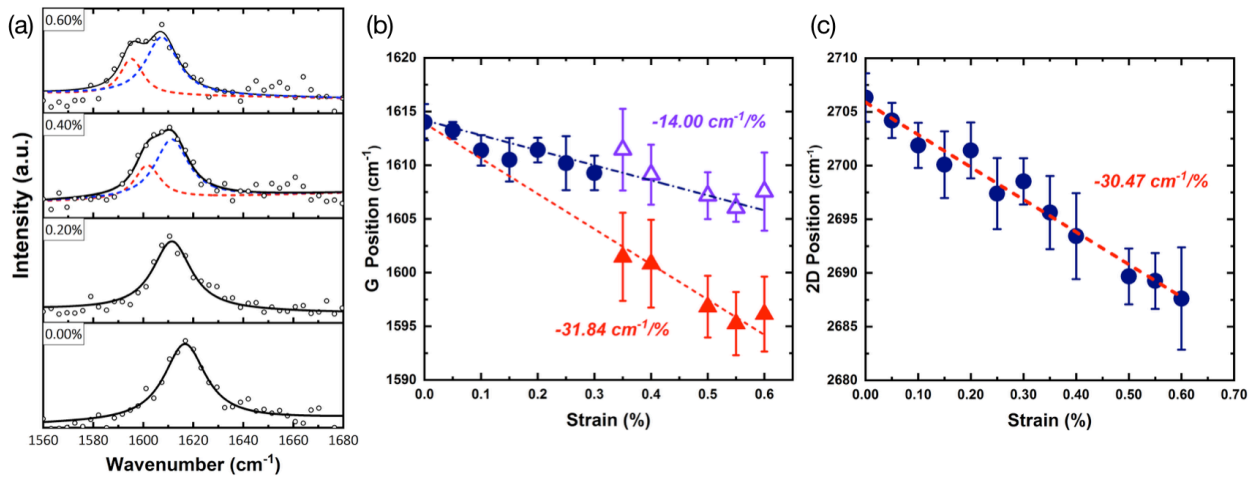 (a)
0.60%
0.40%
0.20%
0.00%
Intensity (a.u.)
1560 1580 1600 1620 1640 1660 1680
Wavenumber (cm⁻¹)
(b)
1620
1615
1610
1605
1600
1595
1590
G Position (cm⁻¹)
-14.00 cm⁻¹/%
-31.84 cm⁻¹/%
0.0 0.1 0.2 0.3 0.4 0.5 0.6
Strain (%)
(c)
2710
2705
2700
2695
2690
2685
2680
2D Position (cm⁻¹)
-30.47 cm⁻¹/%
0.00 0.10 0.20 0.30 0.40 0.50 0.60 0.70
Strain (%)